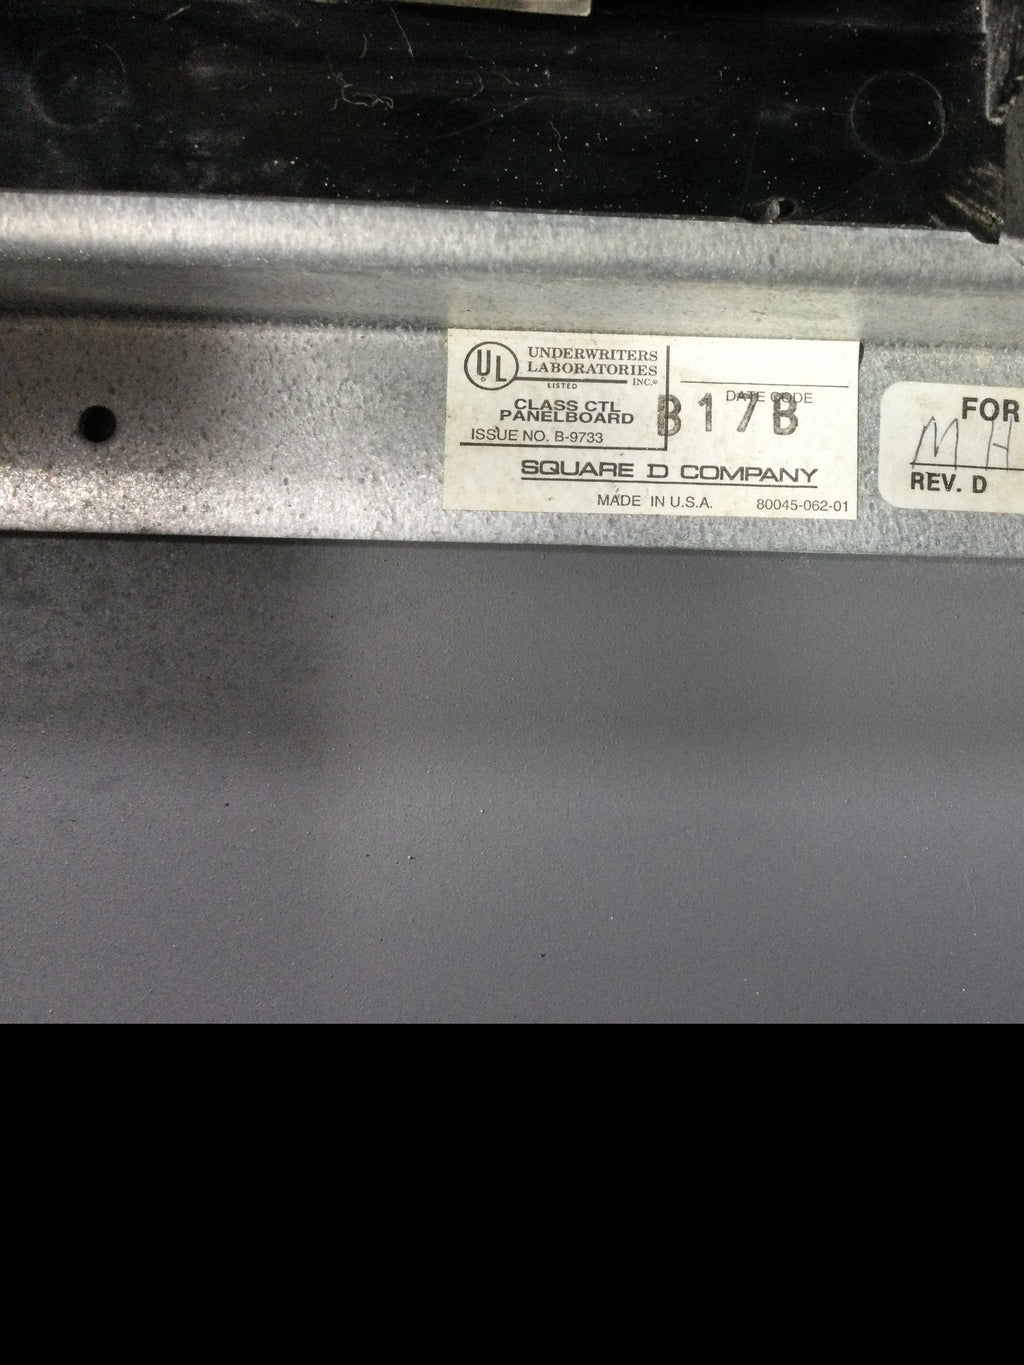 UL
UNDERWRITERS
LABORATORIES
INC.®
LISTED
CLASS CTL
PANELBOARD
ISSUE NO. B-9733
DATE CODE
B17B
SQUARE D COMPANY
MADE IN U.S.A.
80045-062-01
FOR
M H
REV. D